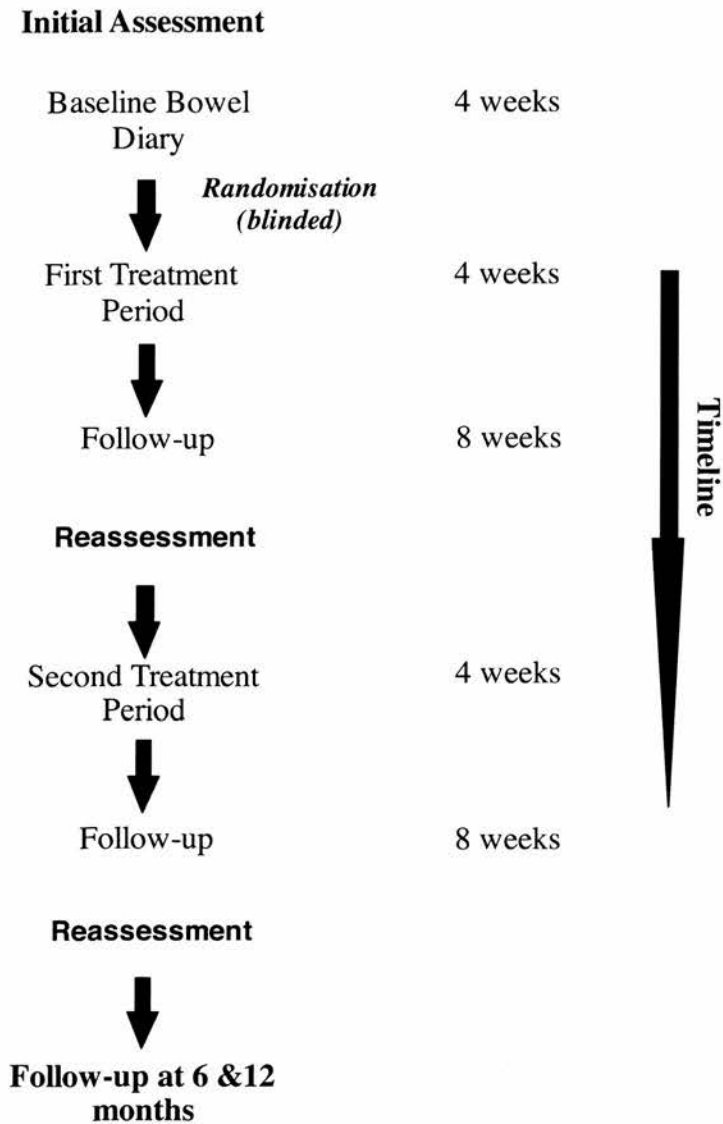 Initial Assessment
Baseline Bowel
Diary
4 weeks
Randomisation
(blinded)
First Treatment
Period
4 weeks
Follow-up
8 weeks
Timeline
Reassessment
Second Treatment
Period
4 weeks
Follow-up
8 weeks
Reassessment
Follow-up at 6 &12
months